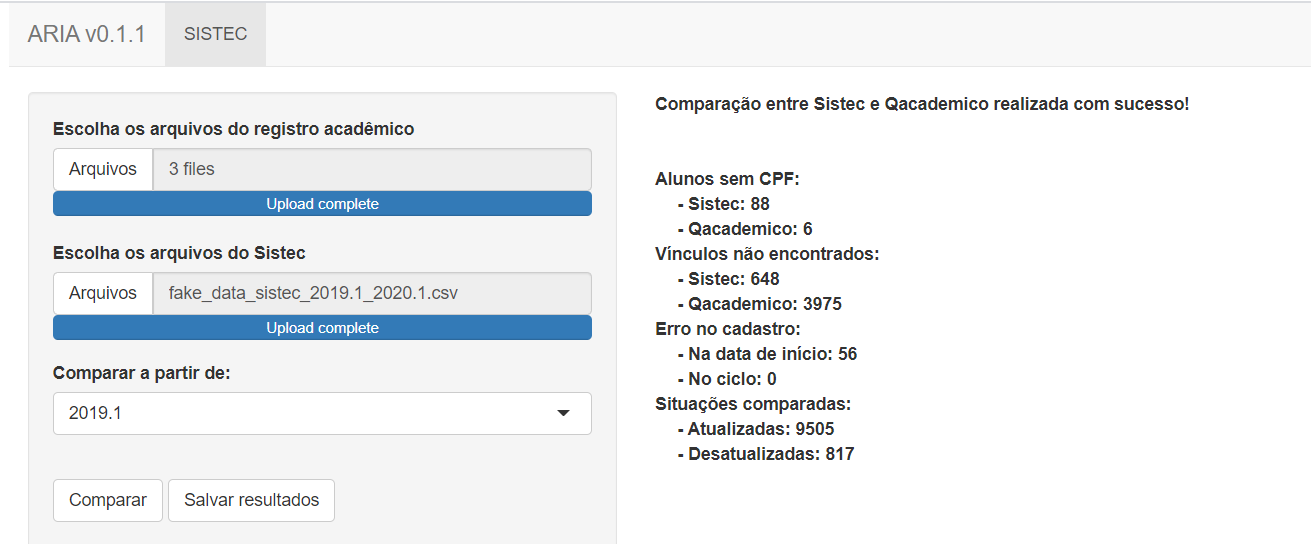 ARIA v0.1.1 SISTEC
Escolha os arquivos do registro acadêmico
Arquivos 3 files
Upload complete
Escolha os arquivos do Sistec
Arquivos fake_data_sistec_2019.1_2020.1.csv
Upload complete
Comparar a partir de:
2019.1
Comparar Salvar resultados
Comparação entre Sistec e Qacademico realizada com sucesso!
Alunos sem CPF:
- Sistec: 88
- Qacademico: 6
Vínculos não encontrados:
- Sistec: 648
- Qacademico: 3975
Erro no cadastro:
- Na data de início: 56
- No ciclo: 0
Situações comparadas:
- Atualizadas: 9505
- Desatualizadas: 817